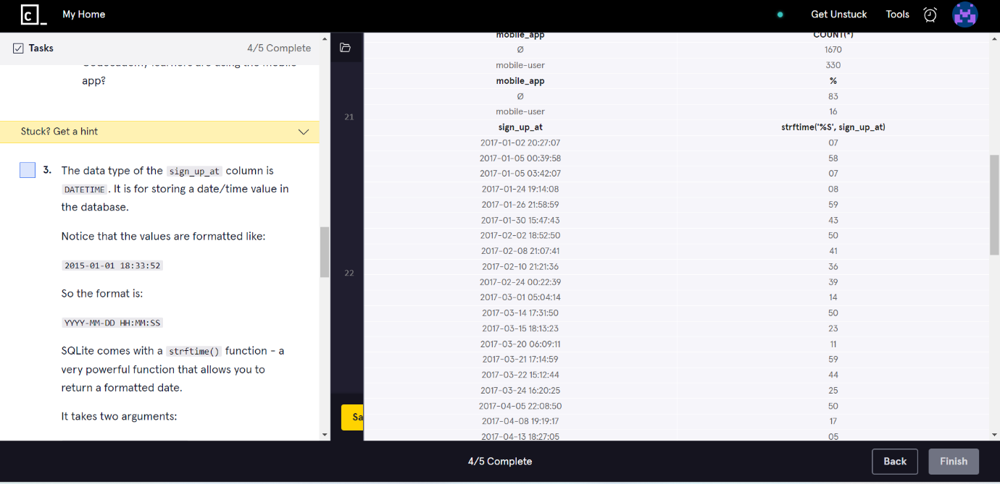 C_
My Home
Get Unstuck
Tools
Tasks
4/5 Complete
Codecademy learners are using the mobile
app?
Stuck? Get a hint
3. The data type of the sign_up_at column is
DATETIME. It is for storing a date/time value in
the database.
Notice that the values are formatted like:
2015-01-01 18:33:52
So the format is:
YYYY-MM-DD HH:MM:SS
SQLite comes with a strftime() function - a
very powerful function that allows you to
return a formatted date.
It takes two arguments:
21
22
Sa
mobile_app COUNT(*)
Ø 1670
mobile-user 330
mobile_app %
Ø 83
mobile-user 16
sign_up_at strftime('%S', sign_up_at)
2017-01-02 20:27:07 07
2017-01-05 00:39:58 58
2017-01-05 03:42:07 07
2017-01-24 19:14:08 08
2017-01-26 21:58:59 59
2017-01-30 15:47:43 43
2017-02-02 18:52:50 50
2017-02-08 21:07:41 41
2017-02-10 21:21:36 36
2017-02-24 00:22:39 39
2017-03-01 05:04:14 14
2017-03-14 17:31:50 50
2017-03-15 18:13:23 23
2017-03-20 06:09:11 11
2017-03-21 17:14:59 59
2017-03-22 15:12:44 44
2017-03-24 16:20:25 25
2017-04-05 22:08:50 50
2017-04-08 19:19:17 17
2017-04-13 18:27:05 05
4/5 Complete
Back
Finish